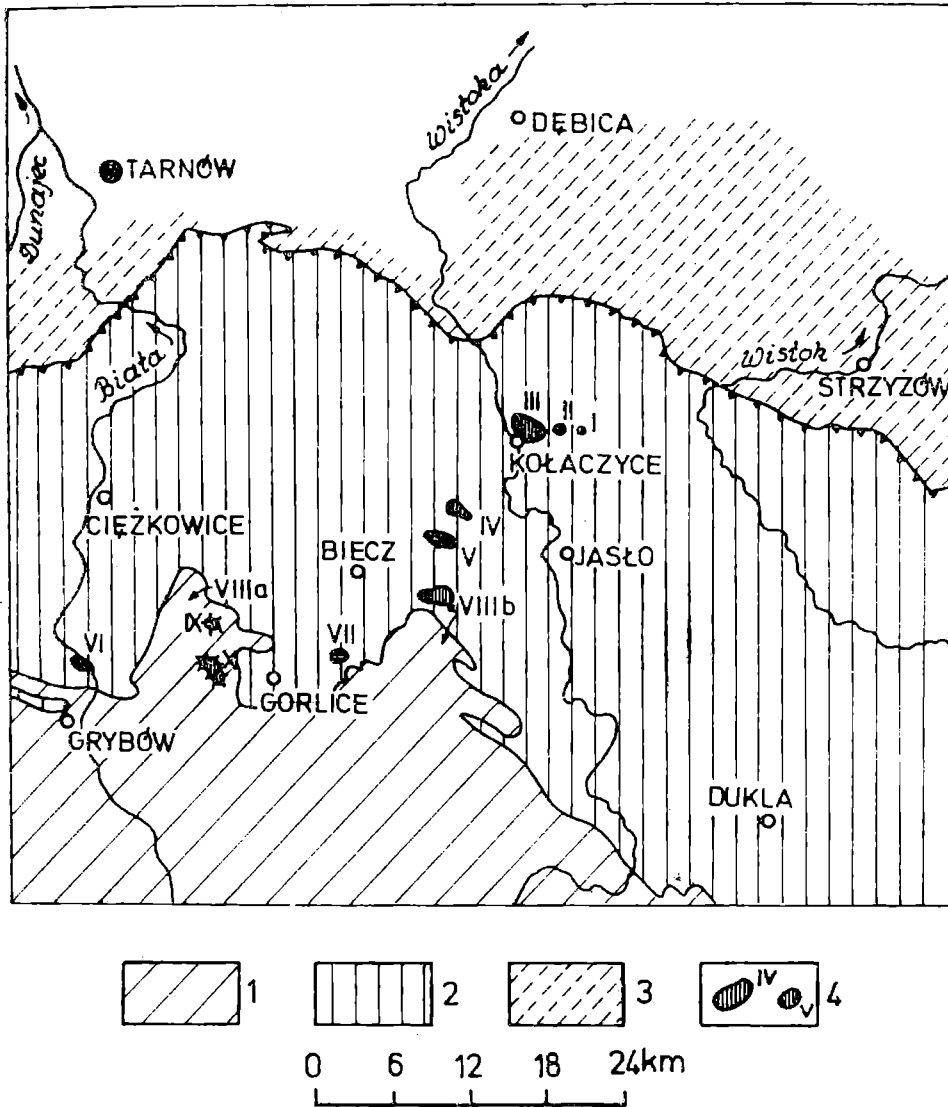 Wisłoka
DĘBICA
TARNÓW
Dunajec
Biała
Wisłok
STRZYŻÓW
III II I
KOŁACZYCE
CIĘŻKOWICE
IV
BIECZ
V
JASŁO
VIIIa
VIIIb
IX
VI
VII
X
GORLICE
GRYBÓW
DUKLA
1 2 3 IV V 4
0 6 12 18 24km